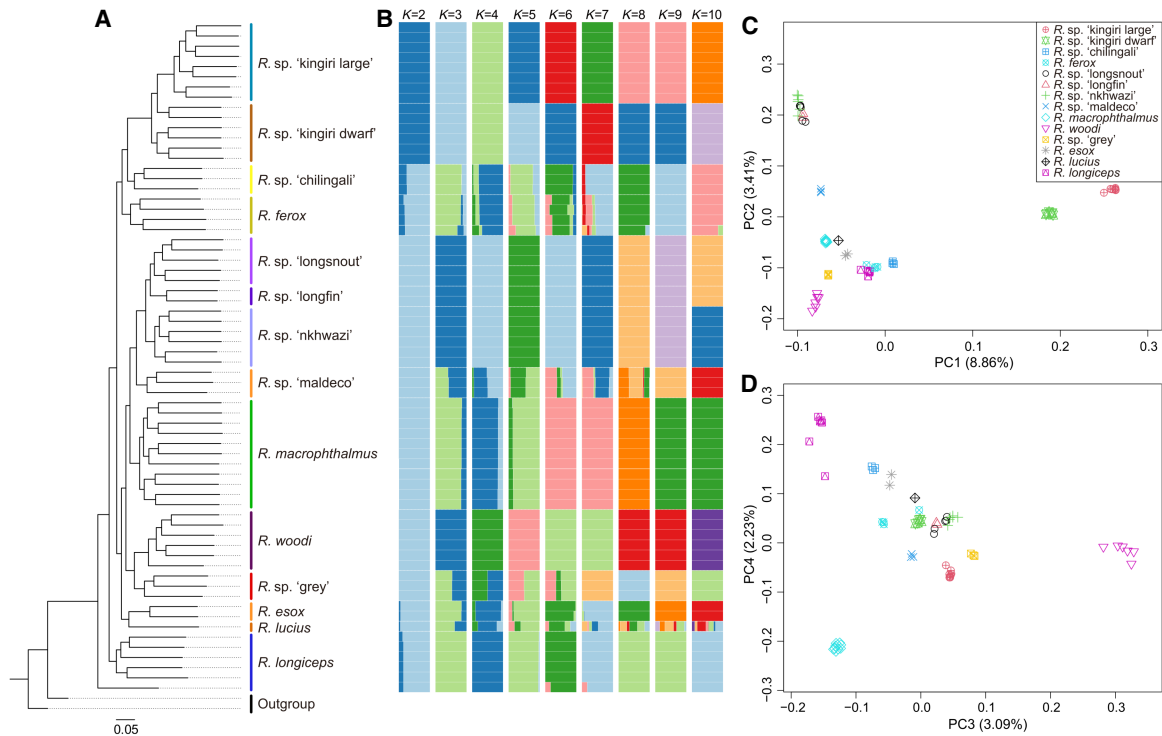 A
R. sp. ‘kingiri large’
R. sp. ‘kingiri dwarf’
R. sp. ‘chilingali’
R. ferox
R. sp. ‘longsnout’
R. sp. ‘longfin’
R. sp. ‘nkhwazi’
R. sp. ‘maldeco’
R. macrophthalmus
R. woodi
R. sp. ‘grey’
R. esox
R. lucius
R. longiceps
Outgroup
0.05
B
K=2 K=3 K=4 K=5 K=6 K=7 K=8 K=9 K=10
C
R. sp. ‘kingiri large’
R. sp. ‘kingiri dwarf’
R. sp. ‘chilingali’
R. ferox
R. sp. ‘longsnout’
R. sp. ‘longfin’
R. sp. ‘nkhwazi’
R. sp. ‘maldeco’
R. macrophthalmus
R. woodi
R. sp. ‘grey’
R. esox
R. lucius
R. longiceps
PC2 (3.41%)
0.3
0.2
0.1
0.0
−0.1
−0.2
−0.1 0.0 0.1 0.2 0.3
PC1 (8.86%)
D
PC4 (2.23%)
0.3
0.2
0.1
0.0
−0.1
−0.2
−0.3
−0.2 −0.1 0.0 0.1 0.2 0.3
PC3 (3.09%)